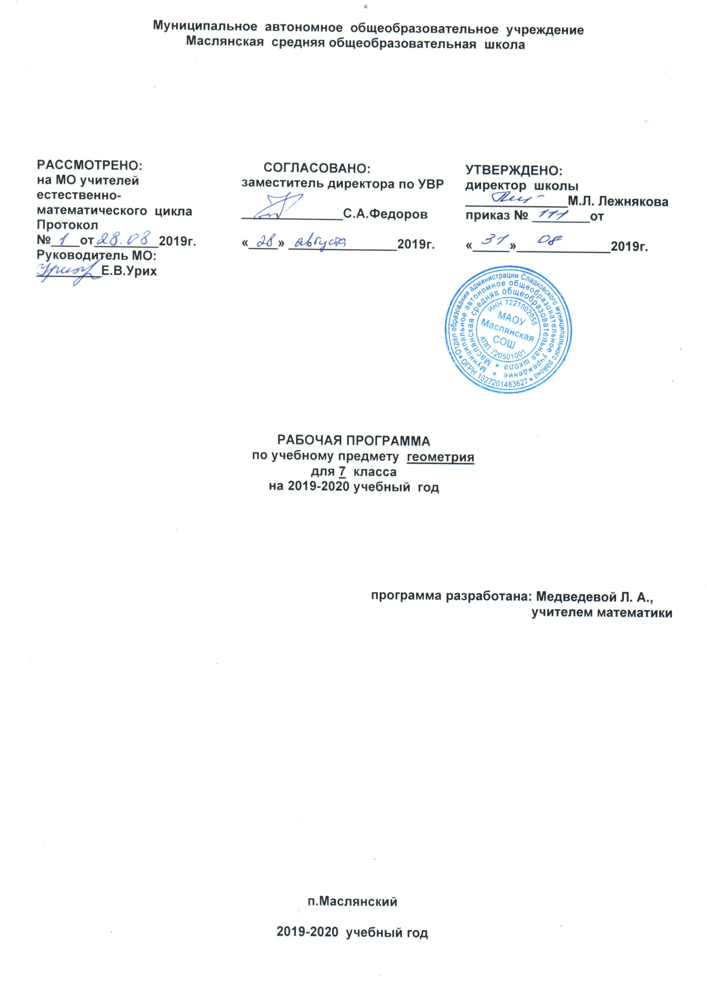 Муниципальное автономное общеобразовательное учреждение
Маслянская средняя общеобразовательная школа
РАССМОТРЕНО:
на МО учителей
естественно-
математического цикла
Протокол
№ 1 от 28.08 2019г.
Руководитель МО:
Е.В.Урих
СОГЛАСОВАНО:
заместитель директора по УВР
С.А.Федоров
«28» августа 2019г.
УТВЕРЖДЕНО:
директор школы
М.Л. Лежнякова
приказ № 111 от
«31» 08 2019г.
Отдел образования администрации Сладковского муниципального района * ОГРН 1027201483627 *
Муниципальное автономное общеобразовательное учреждение *
Маслянская средняя общеобразовательная школа *
ИНН 7221002055
МАОУ
Маслянская
СОШ
КПП 720501001
РАБОЧАЯ ПРОГРАММА
по учебному предмету геометрия
для 7 класса
на 2019-2020 учебный год
программа разработана: Медведевой Л. А.,
учителем математики
п.Маслянский
2019-2020 учебный год